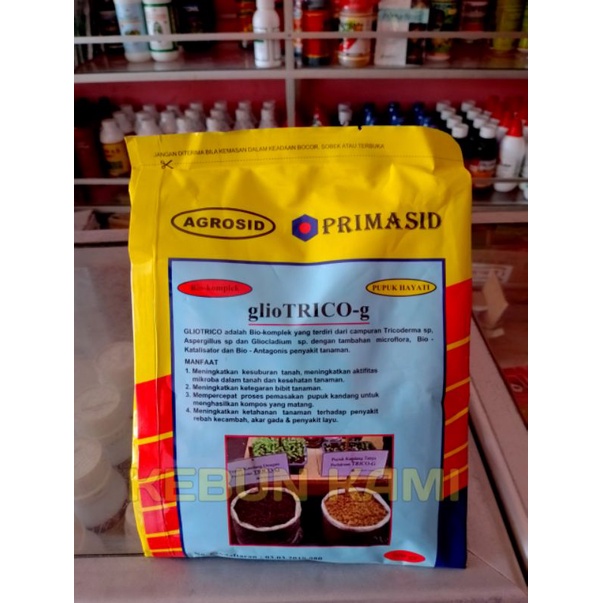 JANGAN DITERIMA BILA KEMASAN DALAM KEADAAN BOCOR, SOBEK ATAU TERBUKA
AGROSID PRIMASID
Bio-komplek PUPUK HAYATI
glioTRICO-g
GLIOTRICO adalah Bio-komplek yang terdiri dari campuran Tricoderma sp,
Aspergillus sp dan Gliocladium sp. dengan tambahan microflora, Bio -
Katalisator dan Bio - Antagonis penyakit tanaman.
MANFAAT
1. Meningkatkan kesuburan tanah, meningkatkan aktifitas
mikroba dalam tanah dan kesehatan tanaman.
2. Meningkatkan ketegaran bibit tanaman.
3. Mempercepat proses pemasakan pupuk kandang untuk
menghasilkan kompos yang matang.
4. Meningkatkan ketahanan tanaman terhadap penyakit
rebah kecambah, akar gada & penyakit layu.
Pupuk Kandang Tanpa
KEBUN KAMI